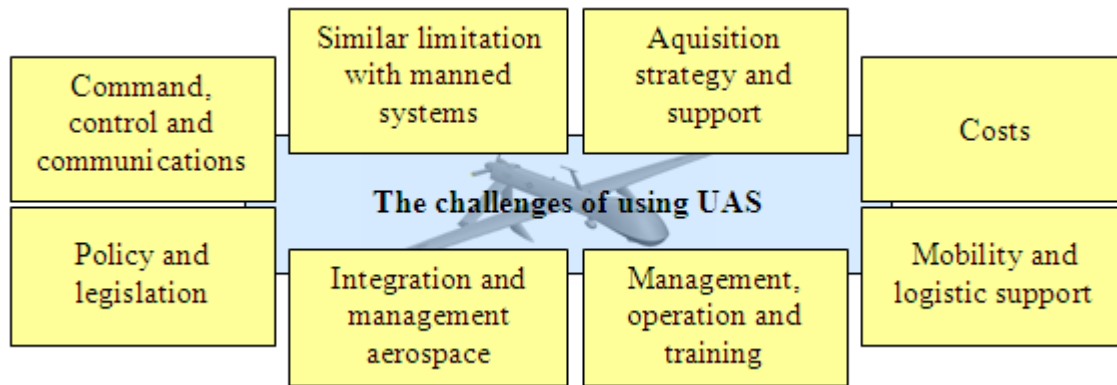 Similar limitation
with manned
systems
Aquisition
strategy and
support
Command,
control and
communications
Costs
The challenges of using UAS
Policy and
legislation
Integration and
management
aerospace
Management,
operation and
training
Mobility and
logistic support